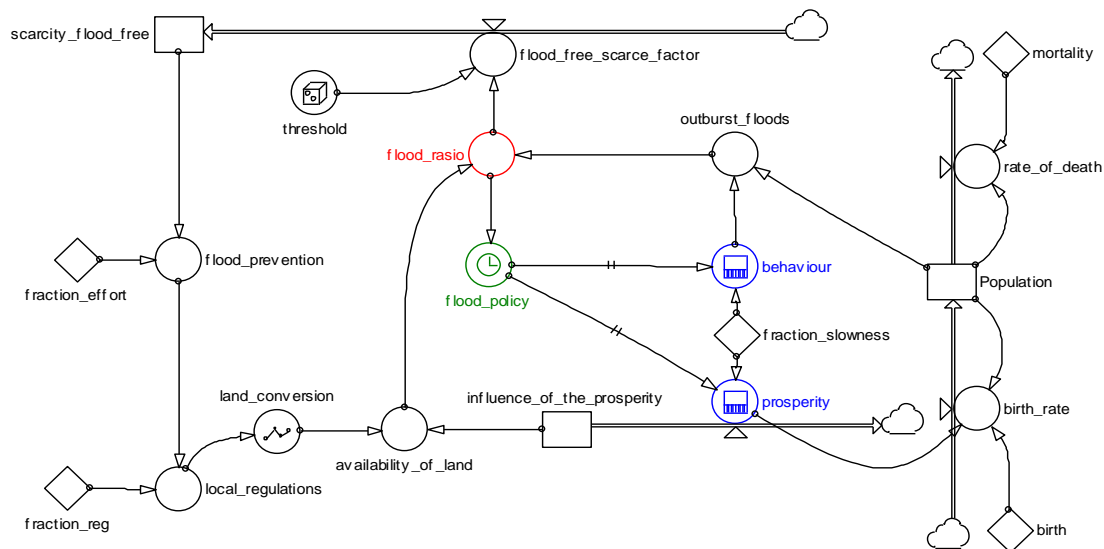 scarcity_flood_free
flood_free_scarce_factor
mortality
threshold
outburst_floods
flood_rasio
rate_of_death
flood_prevention
behaviour
Population
fraction_effort
flood_policy
fraction_slowness
land_conversion
influence_of_the_prosperity
prosperity
birth_rate
availability_of_land
local_regulations
fraction_reg
birth